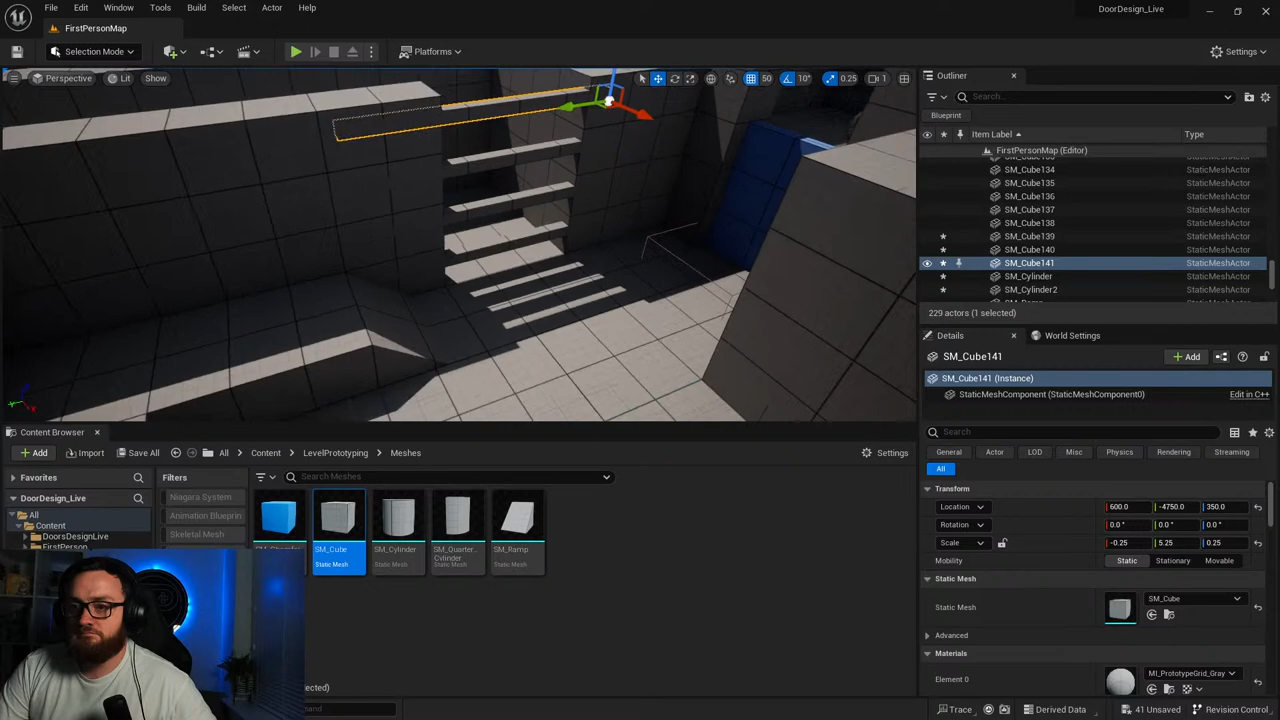 File Edit Window Tools Build Select Actor Help
DoorDesign_Live
FirstPersonMap
Selection Mode
Platforms
Settings
Perspective Lit Show
50 10° 0.25 1
Outliner
Search...
Blueprint
Item Label Type
FirstPersonMap (Editor)
SM_Cube134 StaticMeshActor
SM_Cube135 StaticMeshActor
SM_Cube136 StaticMeshActor
SM_Cube137 StaticMeshActor
SM_Cube138 StaticMeshActor
SM_Cube139 StaticMeshActor
SM_Cube140 StaticMeshActor
SM_Cube141 StaticMeshActor
SM_Cylinder StaticMeshActor
SM_Cylinder2 StaticMeshActor
229 actors (1 selected)
Details World Settings
SM_Cube141
Add
SM_Cube141 (Instance)
StaticMeshComponent (StaticMeshComponent0) Edit in C++
Search
General Actor LOD Misc Physics Rendering Streaming
All
Transform
Location 600.0 -4750.0 350.0
Rotation 0.0° 0.0° 0.0°
Scale -0.25 5.25 0.25
Mobility Static Stationary Movable
Static Mesh
Static Mesh SM_Cube
Advanced
Materials
Element 0 MI_PrototypeGrid_Gray
Content Browser
Add Import Save All All Content LevelPrototyping Meshes Settings
Favorites
Filters
Search Meshes
DoorDesign_Live
Niagara System
All
Animation Blueprin
Content
Skeletal Mesh
DoorsDesignLive
SM_Cube
Static Mesh
SM_Cylinder
Static Mesh
SM_Quarter...
Cylinder
Static Mesh
SM_Ramp
Static Mesh
Trace Derived Data 41 Unsaved Revision Control